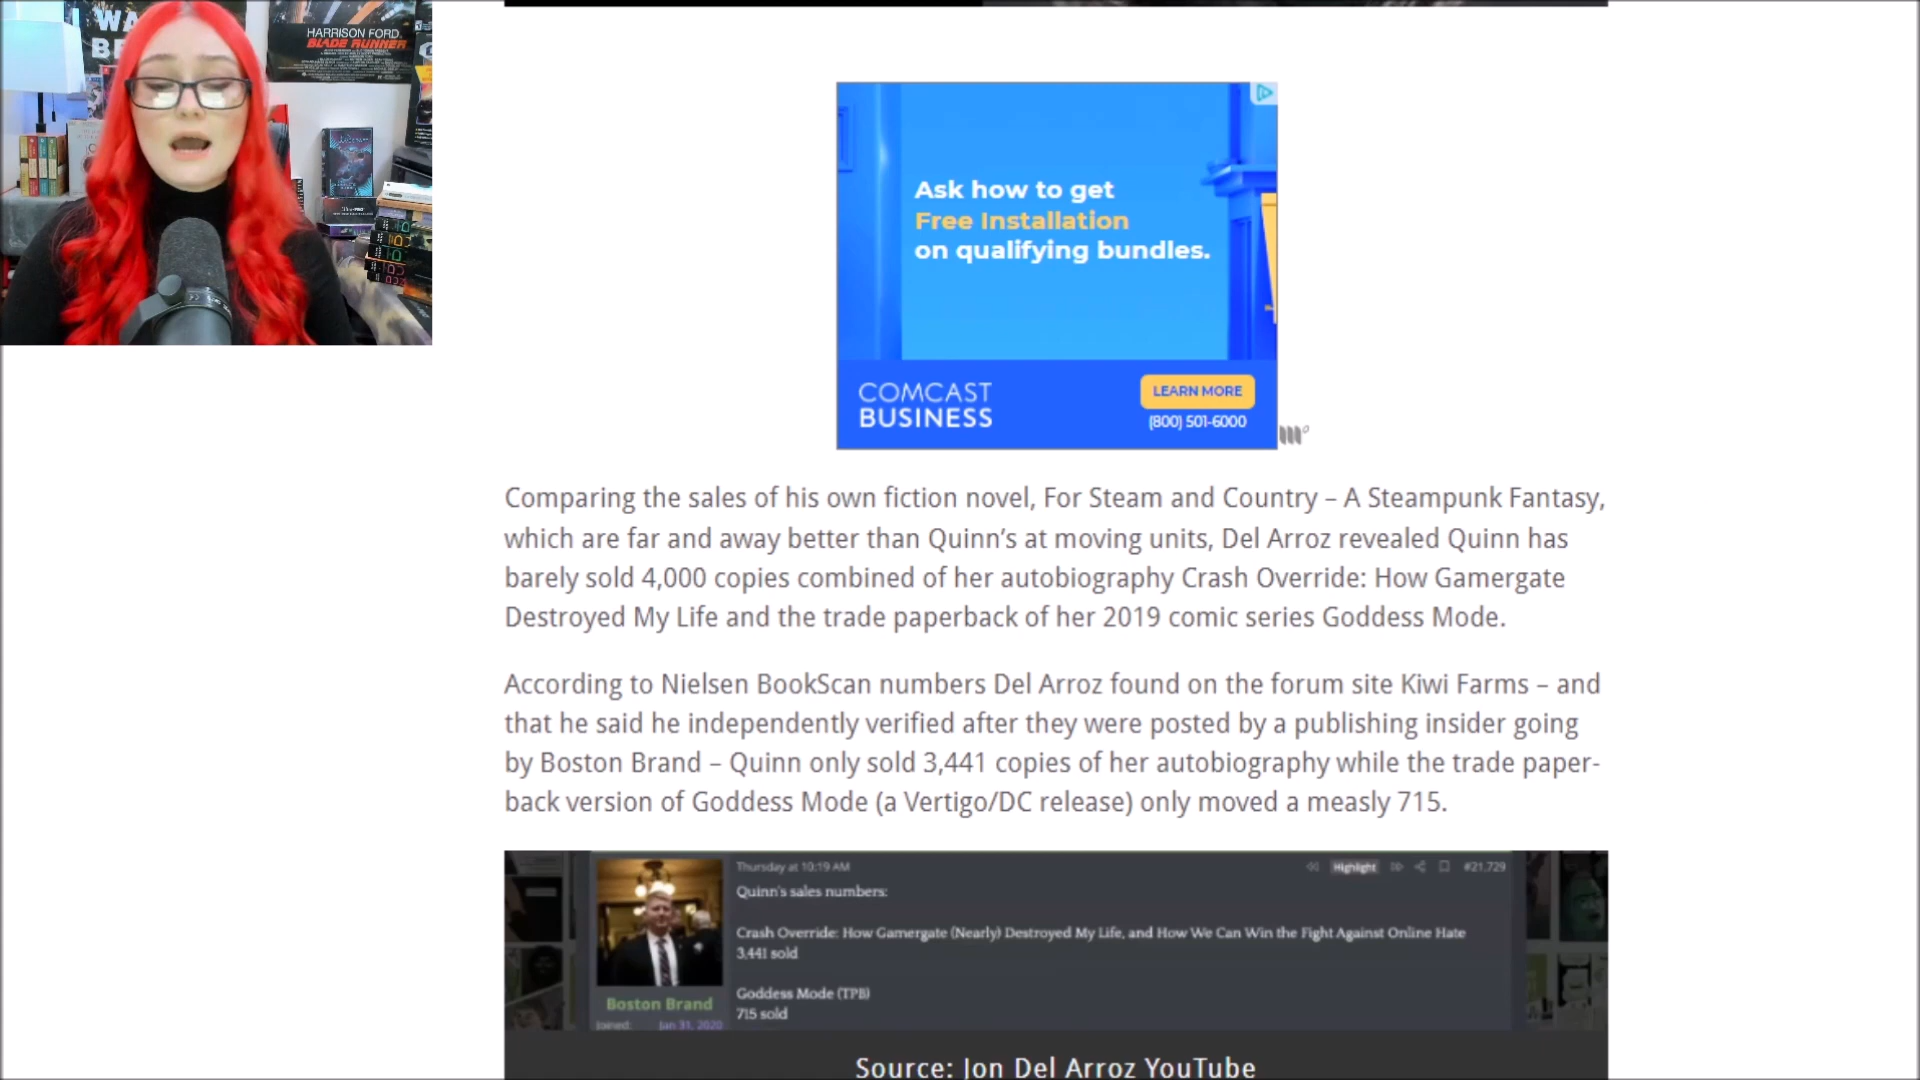 WA
BE
HARRISON FORD
BLADE RUNNER
Ask how to get
Free Installation
on qualifying bundles.
COMCAST
BUSINESS
LEARN MORE
(800) 501-6000
Comparing the sales of his own fiction novel, For Steam and Country – A Steampunk Fantasy,
which are far and away better than Quinn’s at moving units, Del Arroz revealed Quinn has
barely sold 4,000 copies combined of her autobiography Crash Override: How Gamergate
Destroyed My Life and the trade paperback of her 2019 comic series Goddess Mode.
According to Nielsen BookScan numbers Del Arroz found on the forum site Kiwi Farms – and
that he said he independently verified after they were posted by a publishing insider going
by Boston Brand – Quinn only sold 3,441 copies of her autobiography while the trade paper-
back version of Goddess Mode (a Vertigo/DC release) only moved a measly 715.
Thursday at 10:19 AM
Highlight
#21,729
Quinn's sales numbers:
Crash Override: How Gamergate (Nearly) Destroyed My Life, and How We Can Win the Fight Against Online Hate
3,441 sold
Goddess Mode (TPB)
715 sold
Boston Brand
Joined: Jan 31, 2020
Source: Jon Del Arroz YouTube